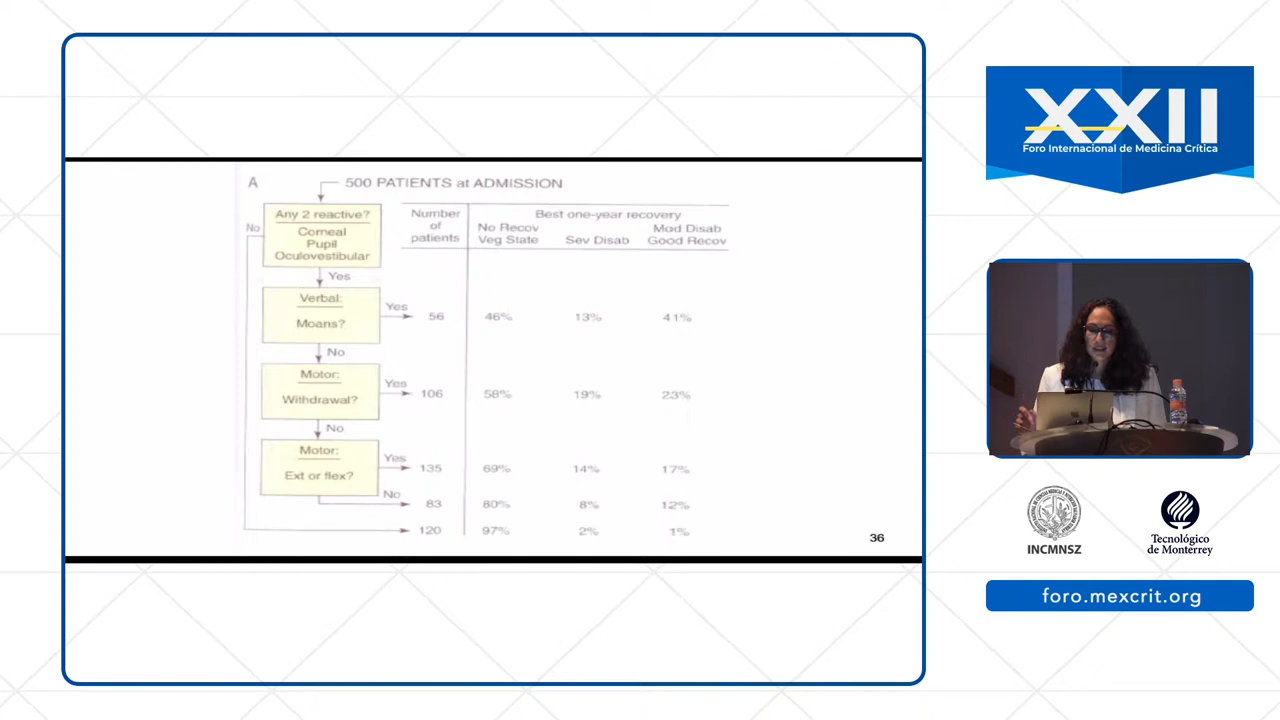 A
500 PATIENTS at ADMISSION
Any 2 reactive?
Corneal
Pupil
Oculovestibular
No
Yes
Verbal:
Moans?
Yes
No
Motor:
Withdrawal?
Yes
No
Motor:
Ext or flex?
Yes
No
Number of patients
Best one-year recovery
No Recov Veg State
Sev Disab
Mod Disab Good Recov
56 46% 13% 41%
106 58% 19% 23%
135 69% 14% 17%
83 80% 8% 12%
120 97% 2% 1%
36
XXII
Foro Internacional de Medicina Crítica
INCMNSZ
Tecnológico
de Monterrey
foro.mexcrit.org